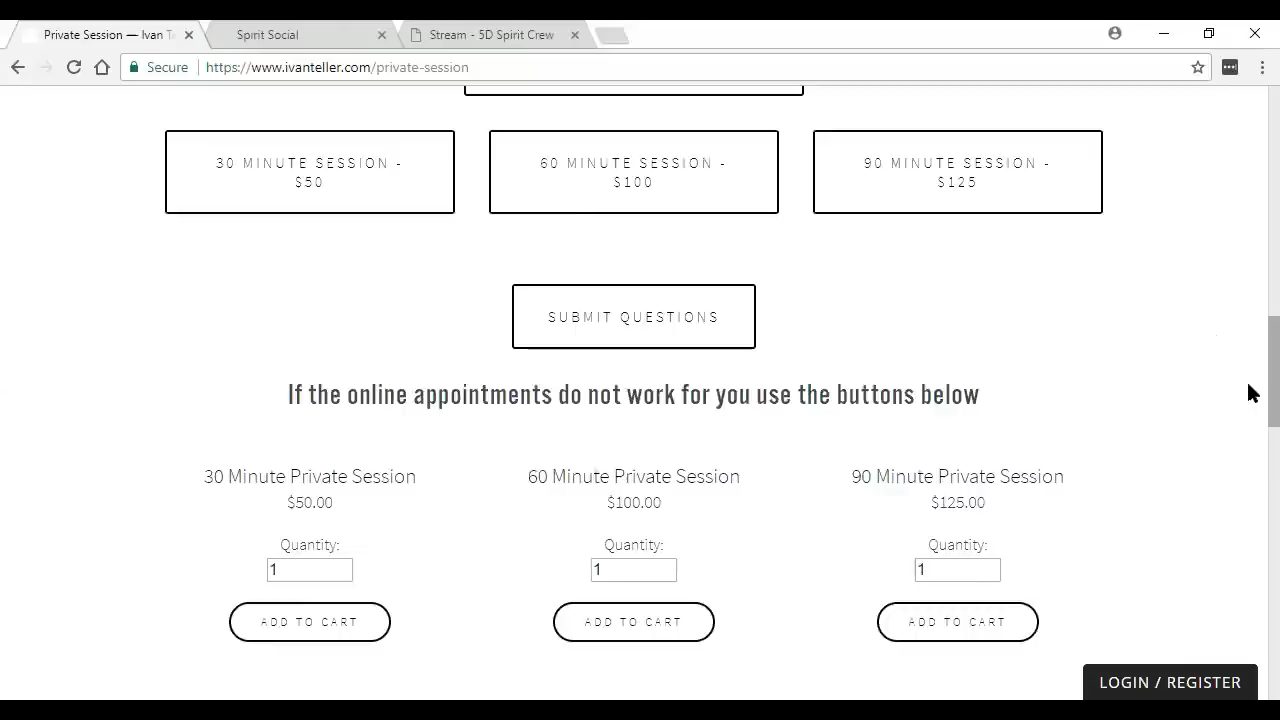 Private Session — Ivan T
Spirit Social
Stream - 5D Spirit Crew
Secure
https://www.ivanteller.com/private-session
30 MINUTE SESSION -
$50
60 MINUTE SESSION -
$100
90 MINUTE SESSION -
$125
SUBMIT QUESTIONS
If the online appointments do not work for you use the buttons below
30 Minute Private Session
$50.00
Quantity:
1
ADD TO CART
60 Minute Private Session
$100.00
Quantity:
1
ADD TO CART
90 Minute Private Session
$125.00
Quantity:
1
ADD TO CART
LOGIN / REGISTER